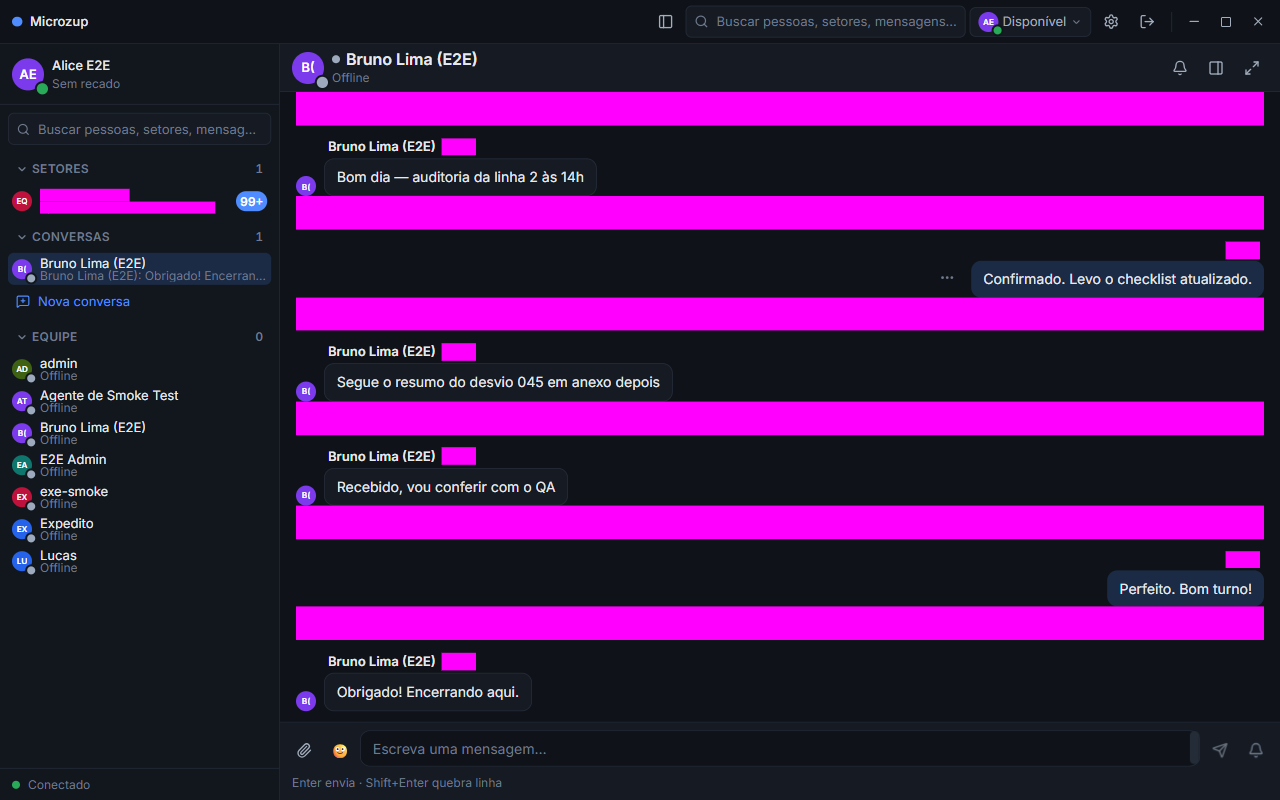 Microzup
Buscar pessoas, setores, mensagens...
AE
Disponível
AE
Alice E2E
Sem recado
Buscar pessoas, setores, mensag...
SETORES
1
EQ
99+
CONVERSAS
1
B(
Bruno Lima (E2E)
Bruno Lima (E2E): Obrigado! Encerran...
Nova conversa
EQUIPE
0
AD
admin
Offline
AT
Agente de Smoke Test
Offline
B(
Bruno Lima (E2E)
Offline
EA
E2E Admin
Offline
EX
exe-smoke
Offline
EX
Expedito
Offline
LU
Lucas
Offline
Conectado
B(
Bruno Lima (E2E)
Offline
Bruno Lima (E2E)
B(
Bom dia — auditoria da linha 2 às 14h
Confirmado. Levo o checklist atualizado.
Bruno Lima (E2E)
B(
Segue o resumo do desvio 045 em anexo depois
Bruno Lima (E2E)
B(
Recebido, vou conferir com o QA
Perfeito. Bom turno!
Bruno Lima (E2E)
B(
Obrigado! Encerrando aqui.
Escreva uma mensagem...
Enter envia · Shift+Enter quebra linha